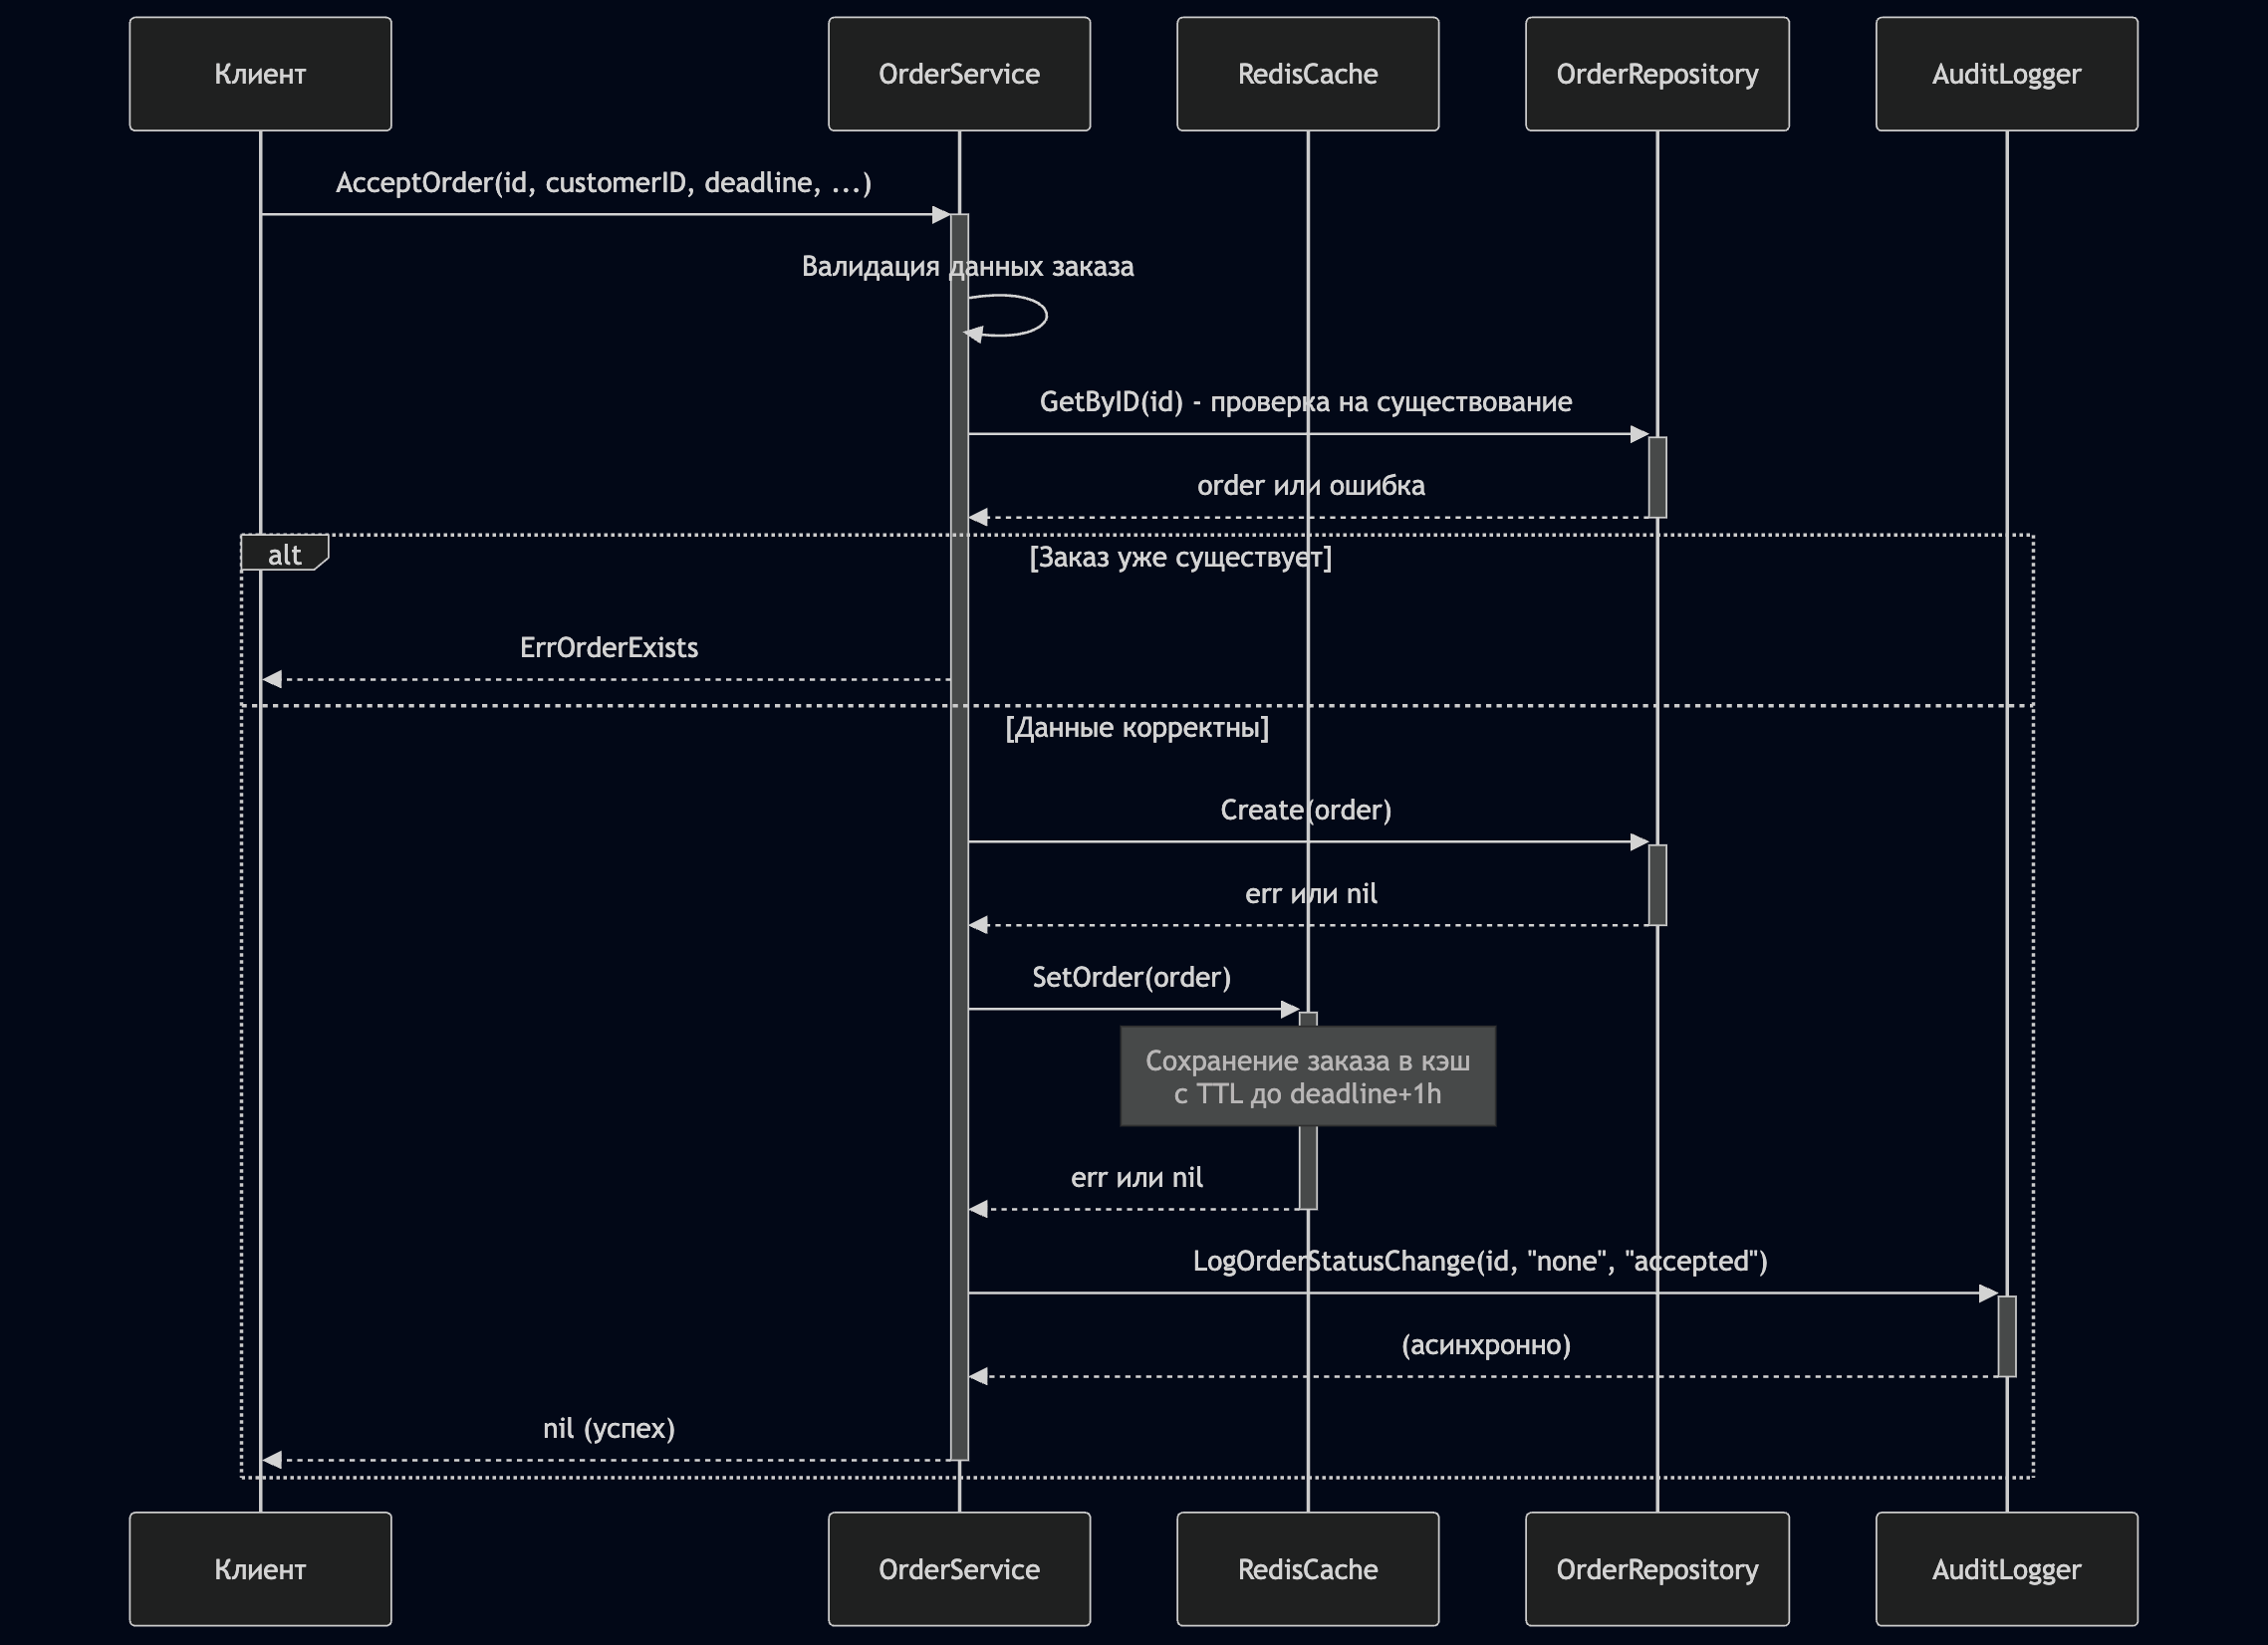 Клиент
OrderService
RedisCache
OrderRepository
AuditLogger
AcceptOrder(id, customerID, deadline, ...)
Валидация данных заказа
GetByID(id) - проверка на существование
order или ошибка
alt
[Заказ уже существует]
ErrOrderExists
[Данные корректны]
Create(order)
err или nil
SetOrder(order)
Сохранение заказа в кэш
с TTL до deadline+1h
err или nil
LogOrderStatusChange(id, "none", "accepted")
(асинхронно)
nil (успех)
Клиент
OrderService
RedisCache
OrderRepository
AuditLogger